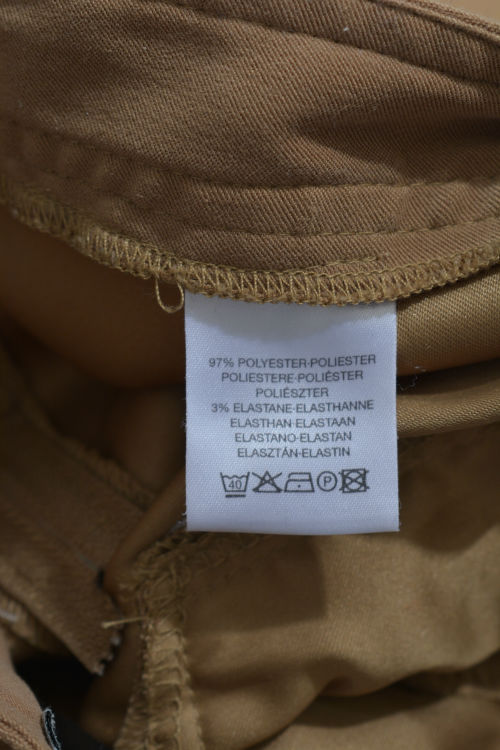 97% POLYESTER·POLIESTER
POLIESTERE·POLIÉSTER
POLIÉSZTER
3% ELASTANE·ELASTHANNE
ELASTHAN·ELASTAAN
ELASTANO·ELASTAN
ELASZTÁN·ELASTIN
40 P